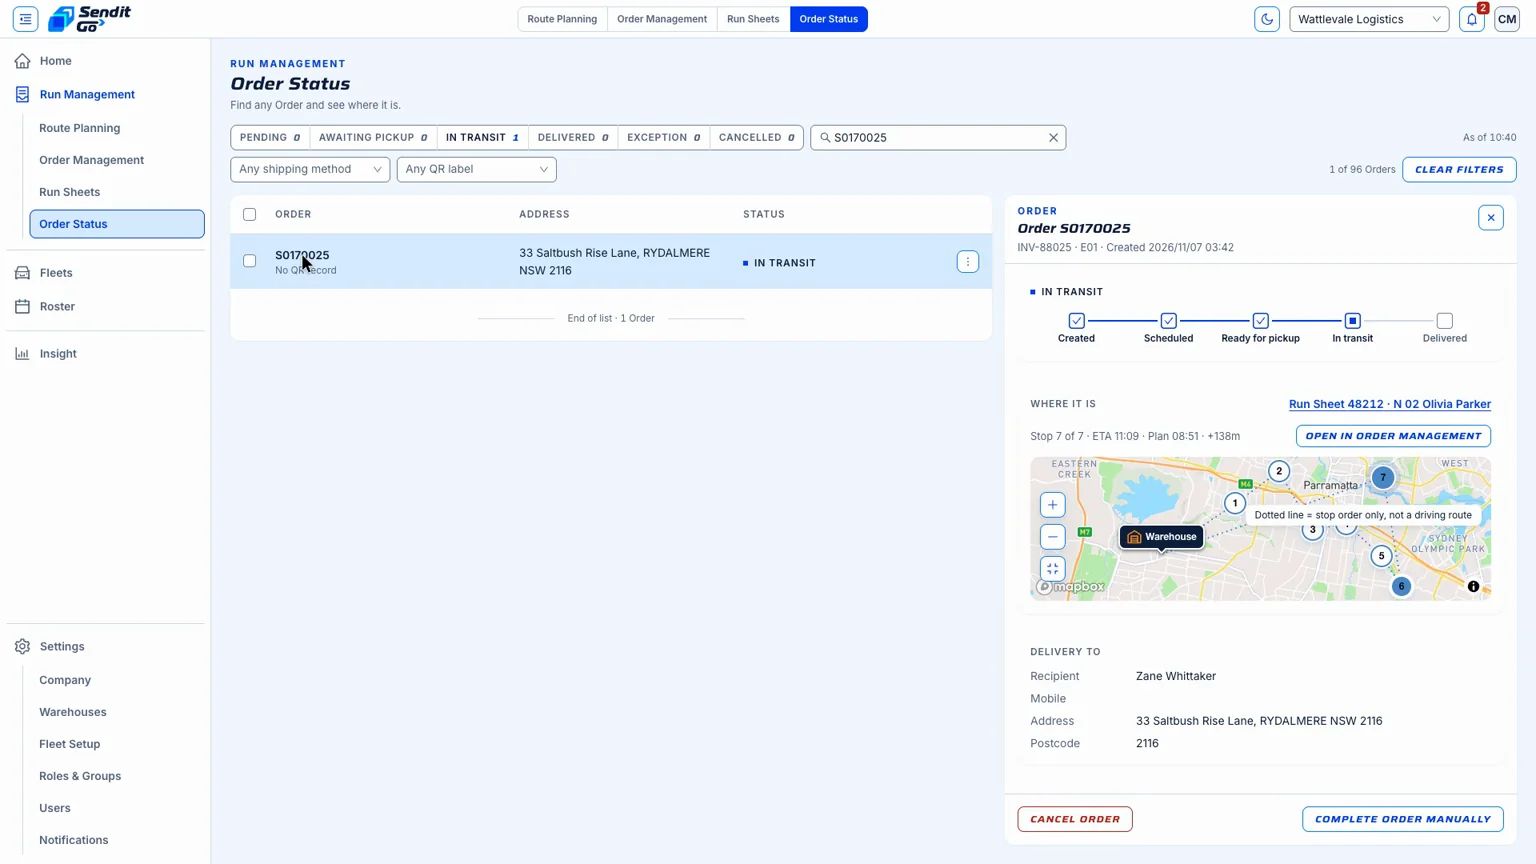 Sendit Go
Route Planning
Order Management
Run Sheets
Order Status
Wattlevale Logistics
2
CM
Home
Run Management
Route Planning
Order Management
Run Sheets
Order Status
Fleets
Roster
Insight
Settings
Company
Warehouses
Fleet Setup
Roles & Groups
Users
Notifications
RUN MANAGEMENT
Order Status
Find any Order and see where it is.
PENDING 0
AWAITING PICKUP 0
IN TRANSIT 1
DELIVERED 0
EXCEPTION 0
CANCELLED 0
S0170025
As of 10:40
Any shipping method
Any QR label
1 of 96 Orders
CLEAR FILTERS
ORDER
ADDRESS
STATUS
S0170025
No QR record
33 Saltbush Rise Lane, RYDALMERE
NSW 2116
IN TRANSIT
End of list · 1 Order
ORDER
Order S0170025
INV-88025 · E01 · Created 2026/11/07 03:42
IN TRANSIT
Created
Scheduled
Ready for pickup
In transit
Delivered
WHERE IT IS
Run Sheet 48212 · N 02 Olivia Parker
Stop 7 of 7 · ETA 11:09 · Plan 08:51 · +138m
OPEN IN ORDER MANAGEMENT
EASTERN
CREEK
WEST
2
7
M4
Parramatta
1
Dotted line = stop order only, not a driving route
3
M7
Warehouse
SYDNEY
OLYMPIC PARK
5
6
mapbox
DELIVERY TO
Recipient
Zane Whittaker
Mobile
Address
33 Saltbush Rise Lane, RYDALMERE NSW 2116
Postcode
2116
CANCEL ORDER
COMPLETE ORDER MANUALLY